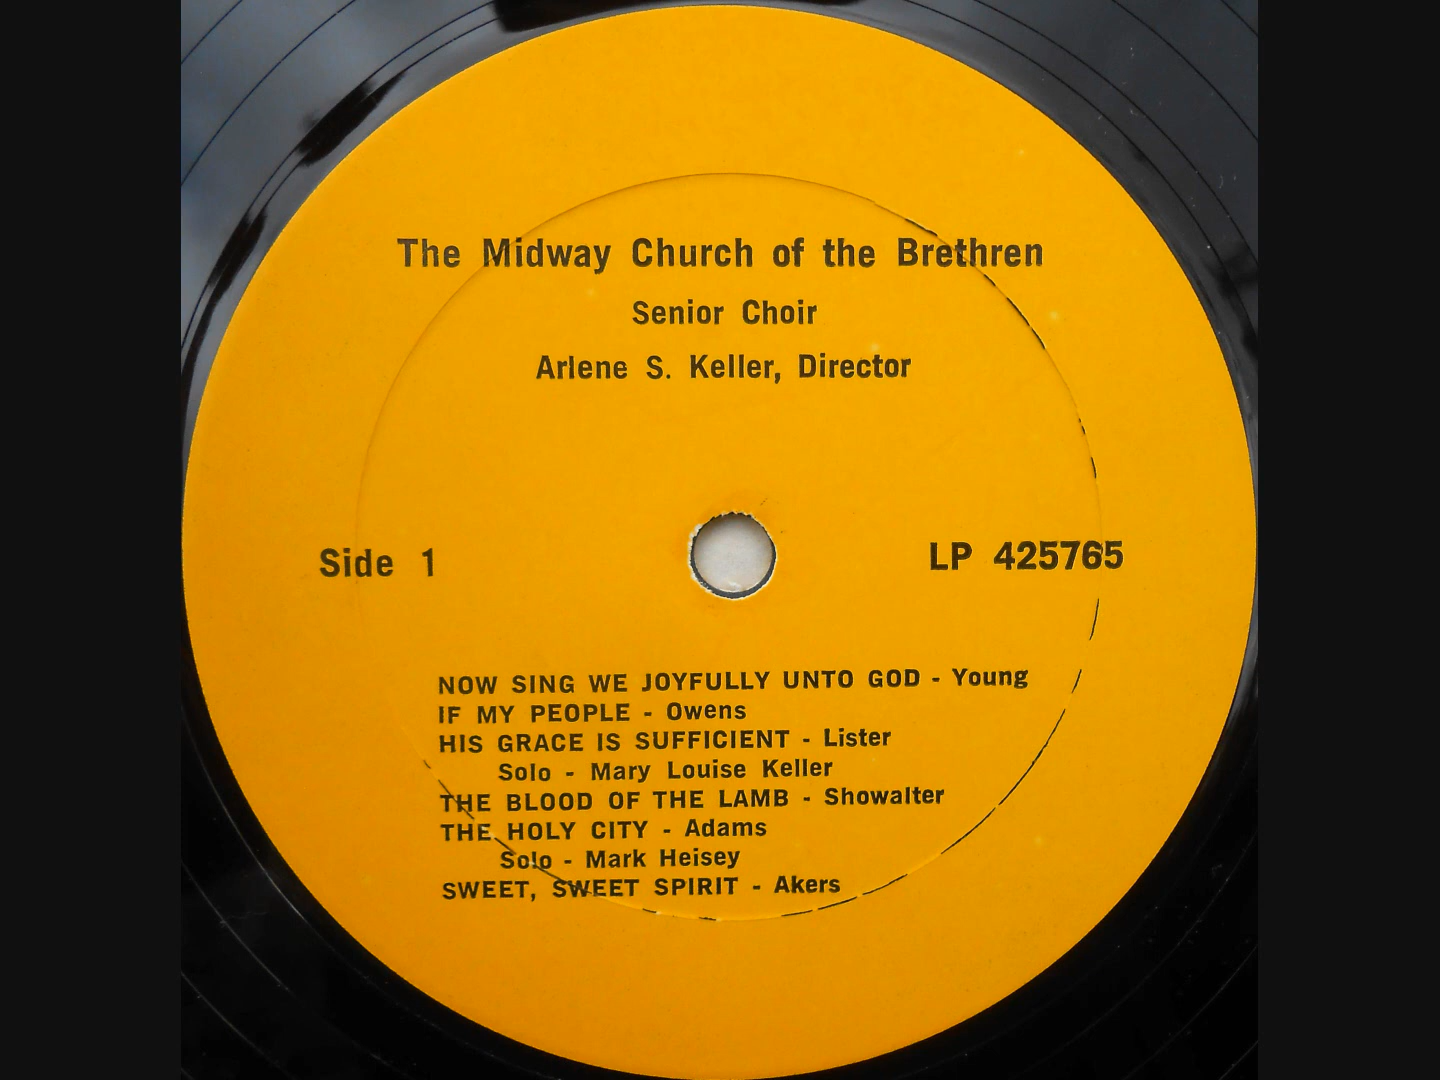 The Midway Church of the Brethren
Senior Choir
Arlene S. Keller, Director
Side 1
LP 425765
NOW SING WE JOYFULLY UNTO GOD - Young
IF MY PEOPLE - Owens
HIS GRACE IS SUFFICIENT - Lister
Solo - Mary Louise Keller
THE BLOOD OF THE LAMB - Showalter
THE HOLY CITY - Adams
Solo - Mark Heisey
SWEET, SWEET SPIRIT - Akers